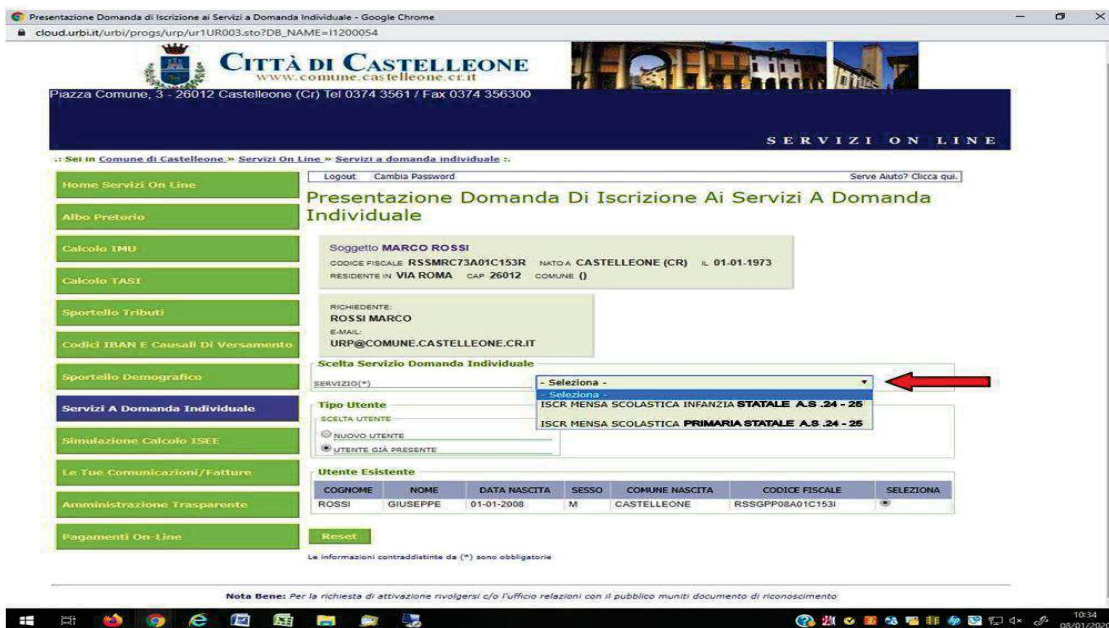 Presentazione Domanda di Iscrizione ai Servizi a Domanda Individuale - Google Chrome
cloud.urbi.it/urbi/progs/urp/ur1UR003.sto?DB_NAME=l1200054
CITTÀ DI CASTELLEONE
www.comune.castelleone.cr.it
Piazza Comune, 3 - 26012 Castelleone (Cr) Tel 0374 3561 / Fax 0374 356300
SERVIZI ON LINE
.: Sei in Comune di Castelleone » Servizi On Line » Servizi a domanda individuale :.
Logout Cambia Password Serve Aiuto? Clicca qui.
Home Servizi On Line
Albo Pretorio
Calcolo IMU
Calcolo TASI
Sportello Tributi
Codici IBAN E Causali Di Versamento
Sportello Demografico
Servizi A Domanda Individuale
Simulazione Calcolo ISEE
Le Tue Comunicazioni/Fatture
Amministrazione Trasparente
Pagamenti On-Line
Presentazione Domanda Di Iscrizione Ai Servizi A Domanda
Individuale
Soggetto MARCO ROSSI
CODICE FISCALE RSSMRC73A01C153R NATO A CASTELLEONE (CR) IL 01-01-1973
RESIDENTE IN VIA ROMA CAP 26012 COMUNE ()
RICHIEDENTE:
ROSSI MARCO
E-MAIL:
URP@COMUNE.CASTELLEONE.CR.IT
Scelta Servizio Domanda Individuale
SERVIZIO(*) - Seleziona -
- Seleziona -
ISCR MENSA SCOLASTICA INFANZIA STATALE A.S .24 - 25
ISCR MENSA SCOLASTICA PRIMARIA STATALE A.S .24 - 25
Tipo Utente
SCELTA UTENTE
NUOVO UTENTE
UTENTE GIÀ PRESENTE
Utente Esistente
COGNOME NOME DATA NASCITA SESSO COMUNE NASCITA CODICE FISCALE SELEZIONA
ROSSI GIUSEPPE 01-01-2008 M CASTELLEONE RSSGPP08A01C153I
Reset
Le informazioni contraddistinte da (*) sono obbligatorie
Nota Bene: Per la richiesta di attivazione rivolgersi c/o l'ufficio relazioni con il pubblico muniti documento di riconoscimento
10:34
08/01/2020